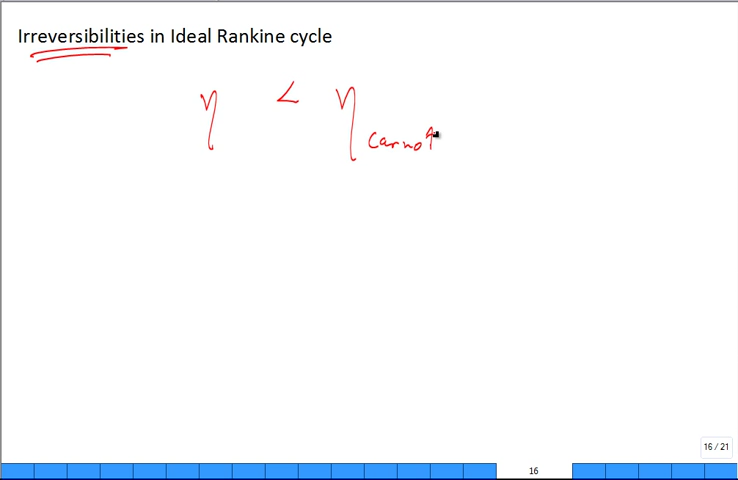 Irreversibilities in Ideal Rankine cycle
η < η
carnot
16 / 21
16